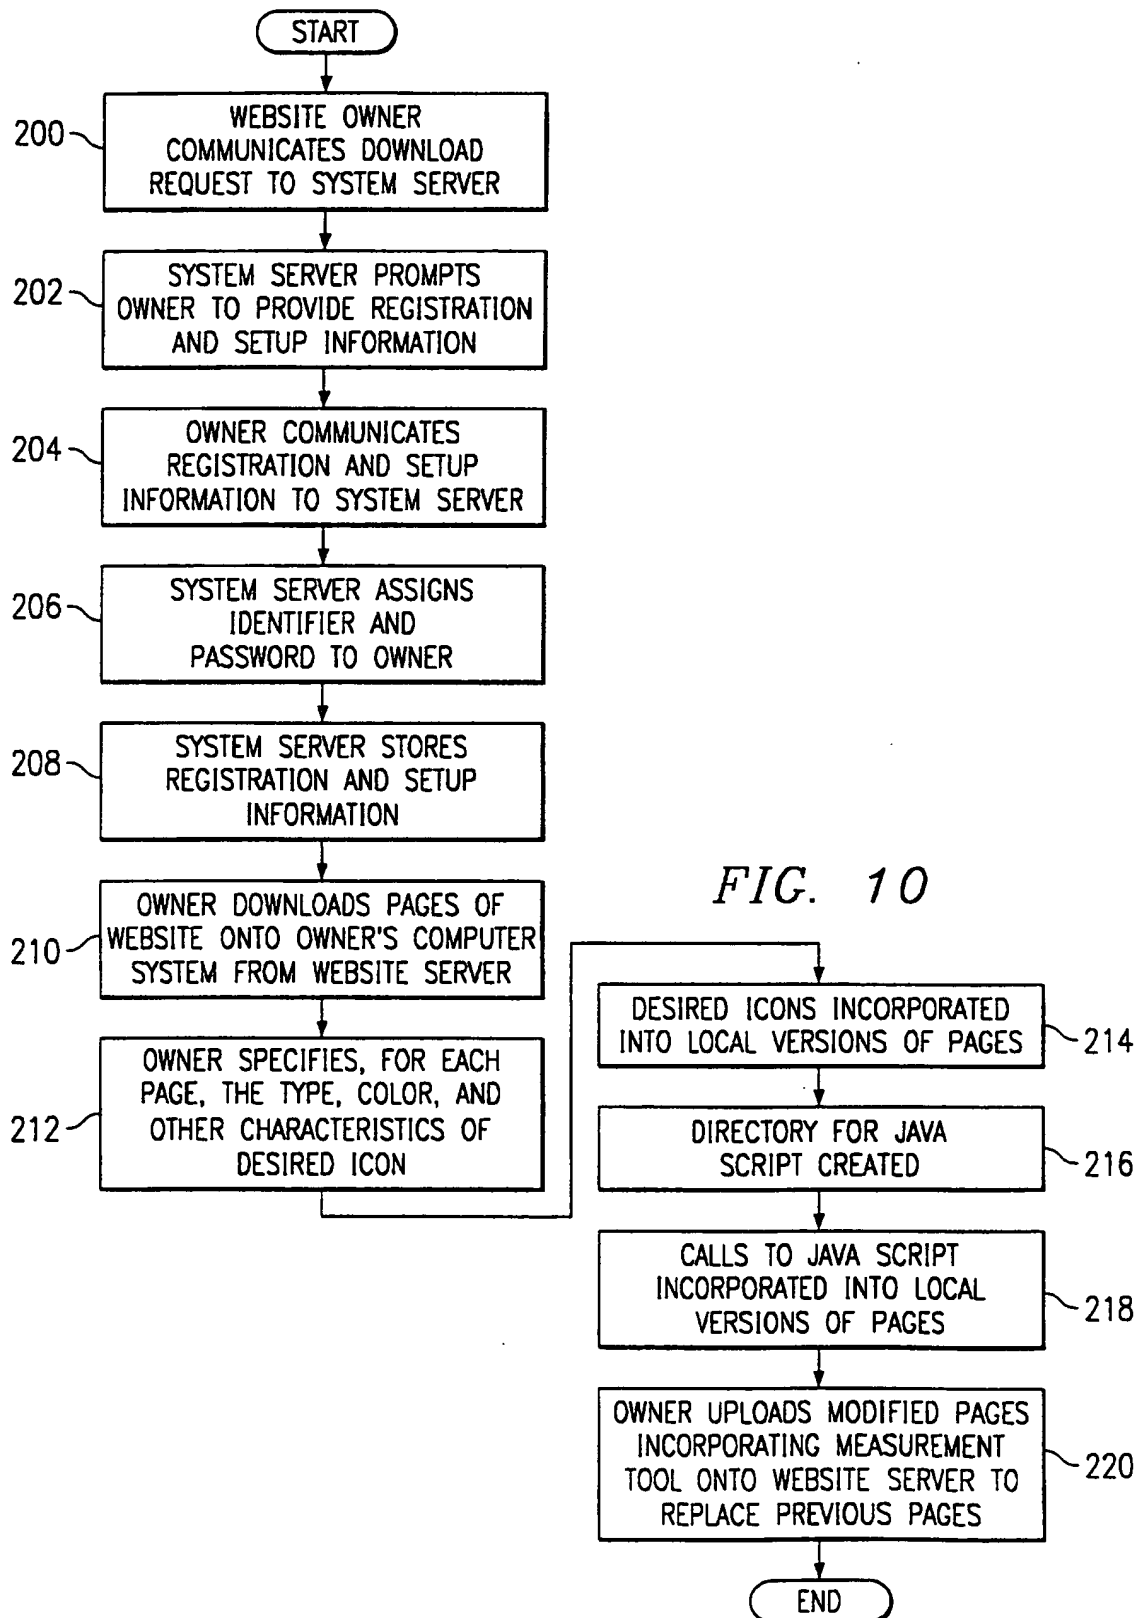 START
200
WEBSITE OWNER
COMMUNICATES DOWNLOAD
REQUEST TO SYSTEM SERVER
202
SYSTEM SERVER PROMPTS
OWNER TO PROVIDE REGISTRATION
AND SETUP INFORMATION
204
OWNER COMMUNICATES
REGISTRATION AND SETUP
INFORMATION TO SYSTEM SERVER
206
SYSTEM SERVER ASSIGNS
IDENTIFIER AND
PASSWORD TO OWNER
208
SYSTEM SERVER STORES
REGISTRATION AND SETUP
INFORMATION
210
OWNER DOWNLOADS PAGES OF
WEBSITE ONTO OWNER'S COMPUTER
SYSTEM FROM WEBSITE SERVER
212
OWNER SPECIFIES, FOR EACH
PAGE, THE TYPE, COLOR, AND
OTHER CHARACTERISTICS OF
DESIRED ICON
FIG. 10
DESIRED ICONS INCORPORATED
INTO LOCAL VERSIONS OF PAGES
214
DIRECTORY FOR JAVA
SCRIPT CREATED
216
CALLS TO JAVA SCRIPT
INCORPORATED INTO LOCAL
VERSIONS OF PAGES
218
OWNER UPLOADS MODIFIED PAGES
INCORPORATING MEASUREMENT
TOOL ONTO WEBSITE SERVER TO
REPLACE PREVIOUS PAGES
220
END